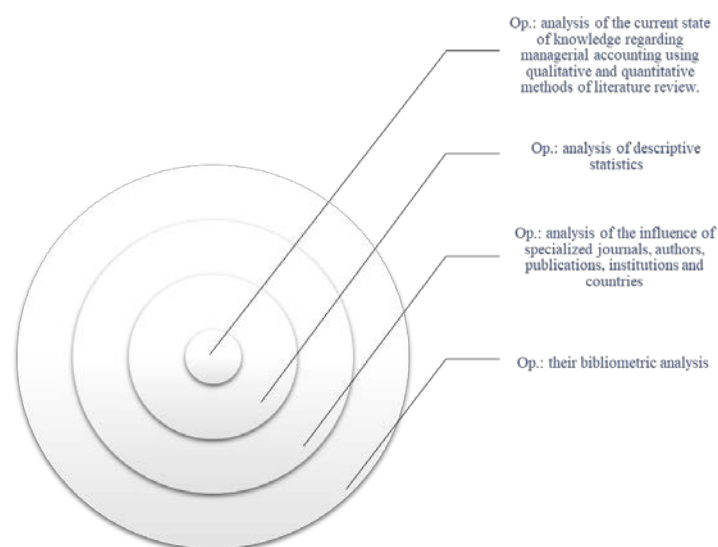 Op.: analysis of the current state
of knowledge regarding
managerial accounting using
qualitative and quantitative
methods of literature review.
Op.: analysis of descriptive
statistics
Op.: analysis of the influence of
specialized journals, authors,
publications, institutions and
countries
Op.: their bibliometric analysis